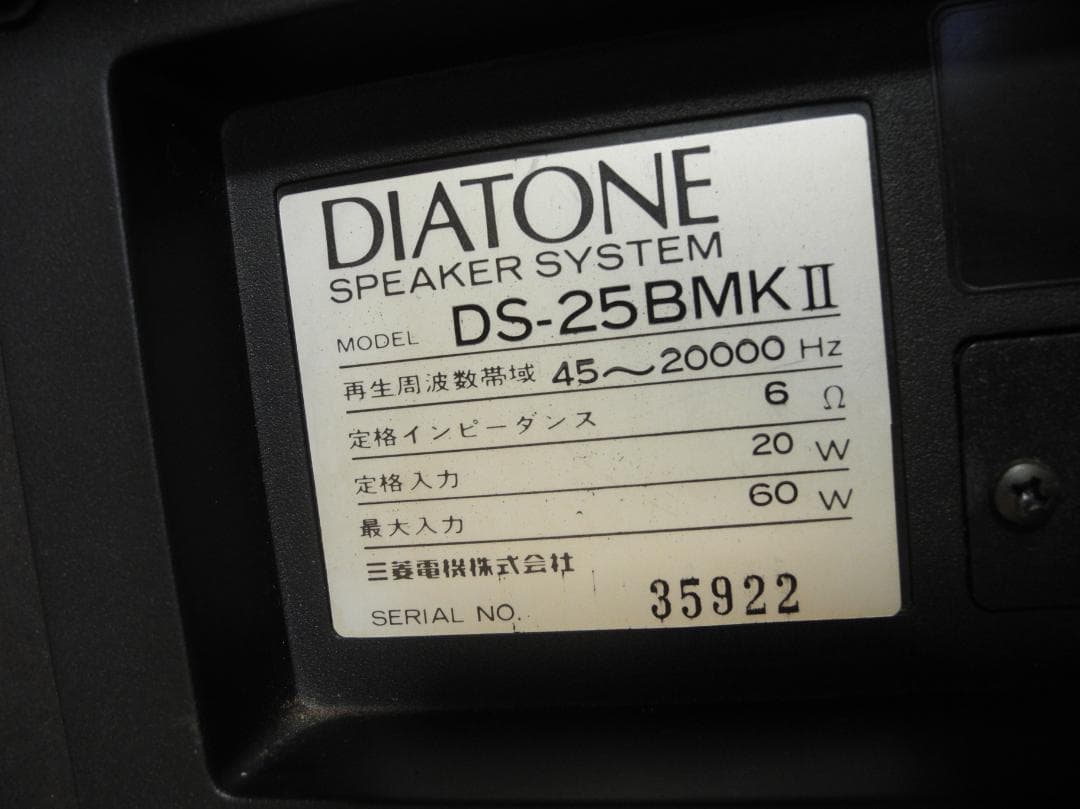 DIATONE
SPEAKER SYSTEM
MODEL DS-25BMKII
再生周波数帯域 45〜20000 Hz
定格インピーダンス 6 Ω
定格入力 20 W
最大入力 60 W
三菱電機株式会社
SERIAL NO. 35922